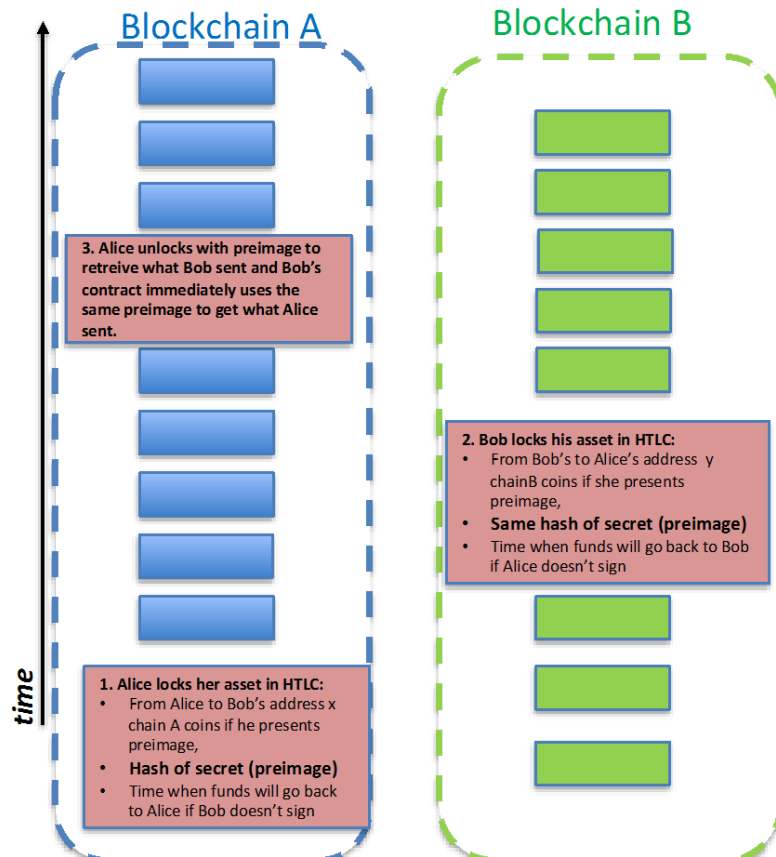 Blockchain A
Blockchain B
3. Alice unlocks with preimage to
retreive what Bob sent and Bob's
contract immediately uses the
same preimage to get what Alice
sent.
2. Bob locks his asset in HTLC:
• From Bob's to Alice's address y
chainB coins if she presents
preimage,
• Same hash of secret (preimage)
• Time when funds will go back to Bob
if Alice doesn't sign
time
1. Alice locks her asset in HTLC:
• From Alice to Bob's address x
chain A coins if he presents
preimage,
• Hash of secret (preimage)
• Time when funds will go back
to Alice if Bob doesn't sign